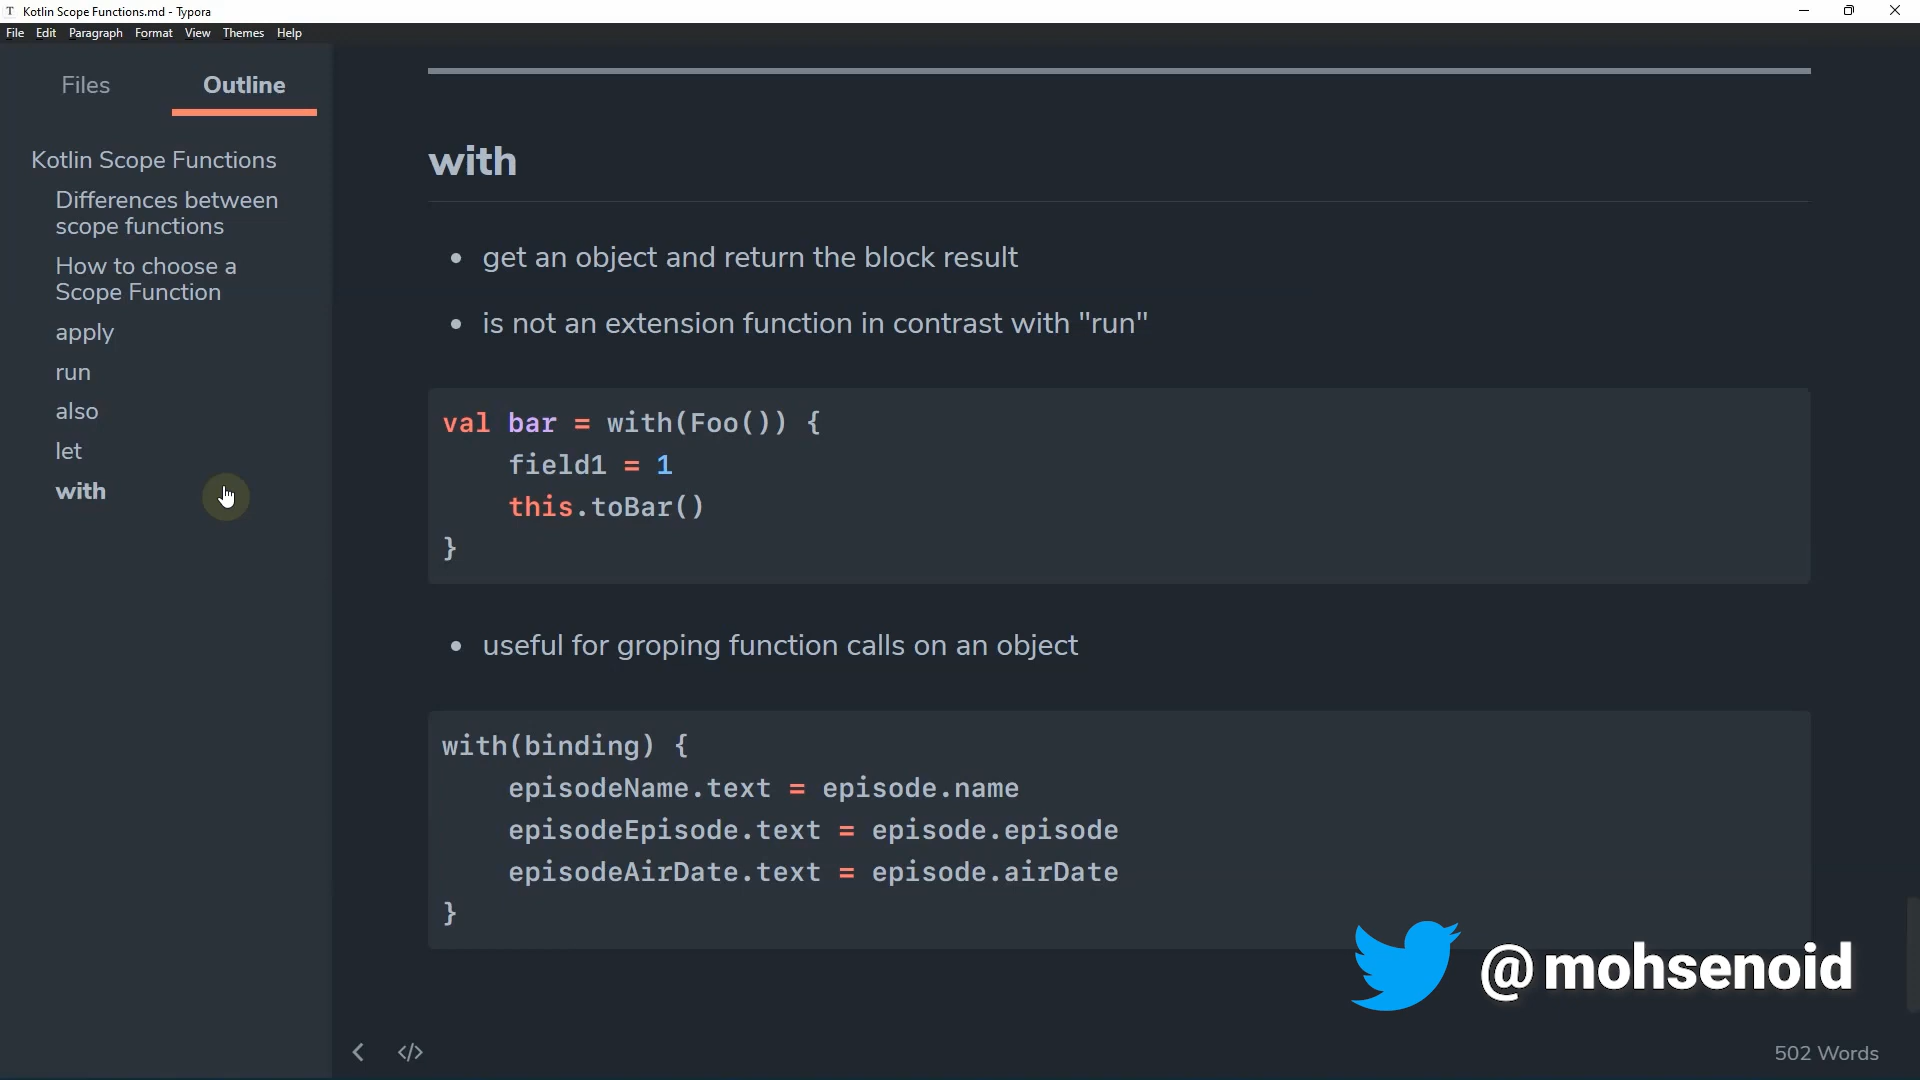 T Kotlin Scope Functions.md - Typora
File Edit Paragraph Format View Themes Help
Files Outline
Kotlin Scope Functions
Differences between
scope functions
How to choose a
Scope Function
apply
run
also
let
with
with
• get an object and return the block result
• is not an extension function in contrast with "run"
val bar = with(Foo()) {
    field1 = 1
    this.toBar()
}
• useful for groping function calls on an object
with(binding) {
    episodeName.text = episode.name
    episodeEpisode.text = episode.episode
    episodeAirDate.text = episode.airDate
}
@mohsenoid
</>
502 Words